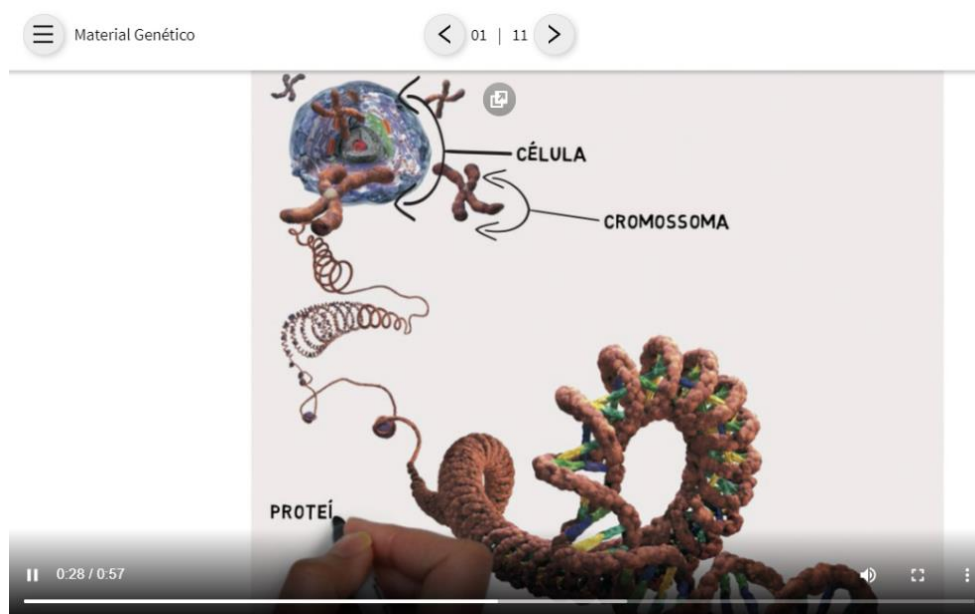 Material Genético
01 | 11
CÉLULA
CROMOSSOMA
PROTEÍ
0:28 / 0:57